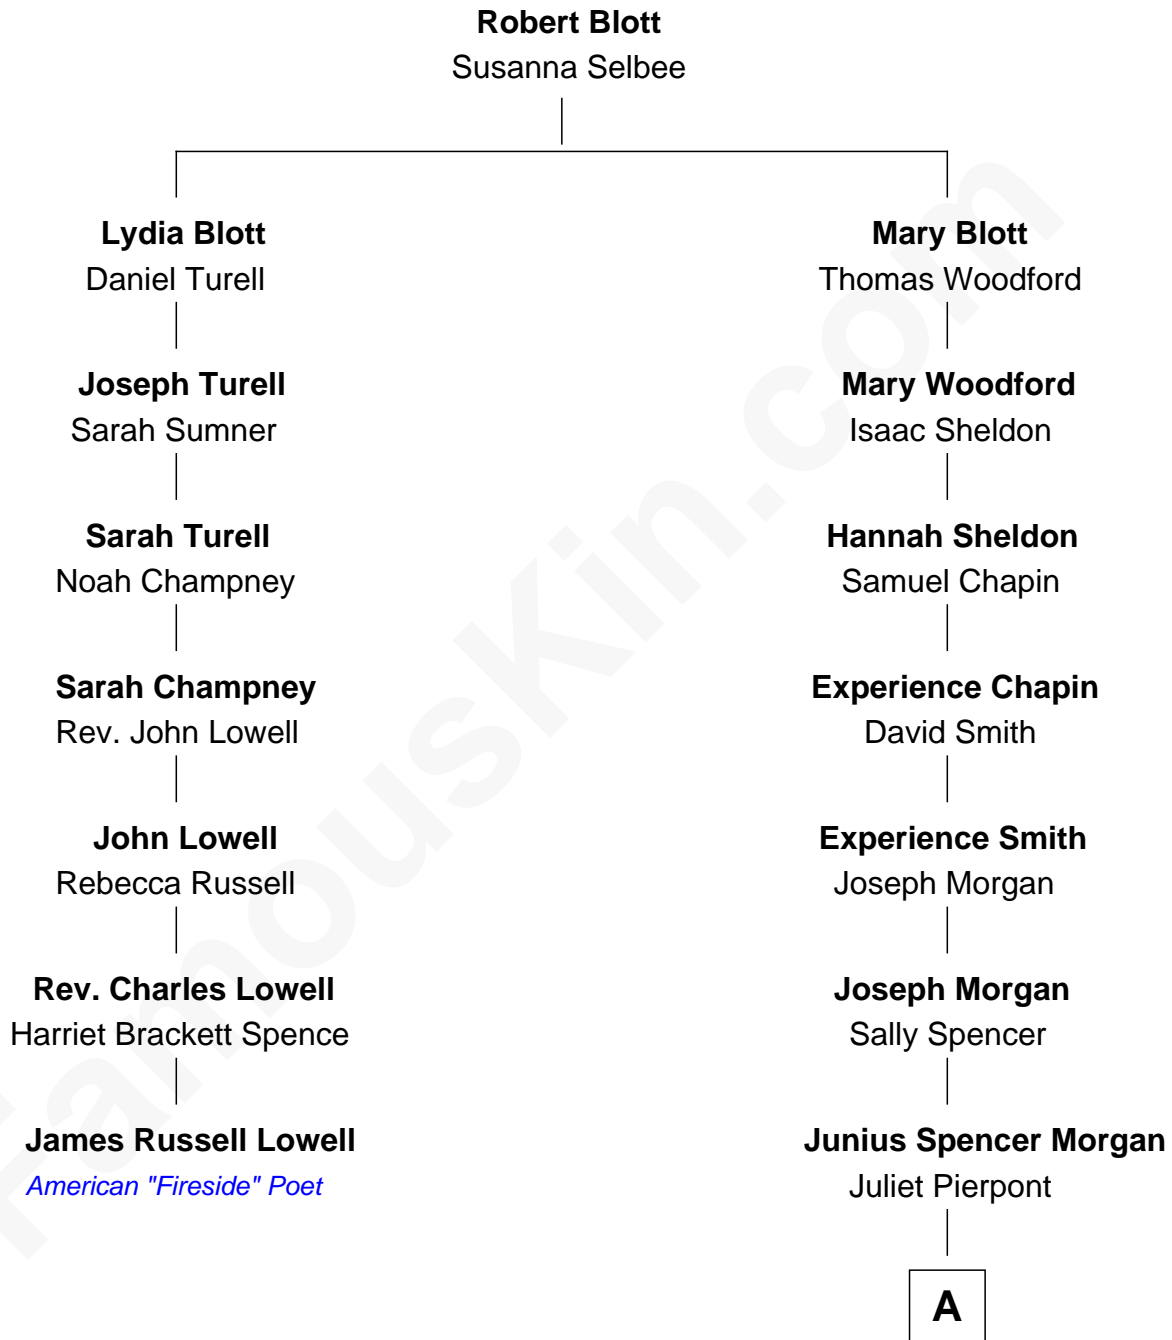 Robert Blott
Susanna Selbee
Lydia Blott
Daniel Turell
Mary Blott
Thomas Woodford
Joseph Turell
Sarah Sumner
Mary Woodford
Isaac Sheldon
Sarah Turell
Noah Champney
Hannah Sheldon
Samuel Chapin
Sarah Champney
Rev. John Lowell
Experience Chapin
David Smith
John Lowell
Rebecca Russell
Experience Smith
Joseph Morgan
Rev. Charles Lowell
Harriet Brackett Spence
Joseph Morgan
Sally Spencer
James Russell Lowell
American "Fireside" Poet
Junius Spencer Morgan
Juliet Pierpont
A
FamousKin.com